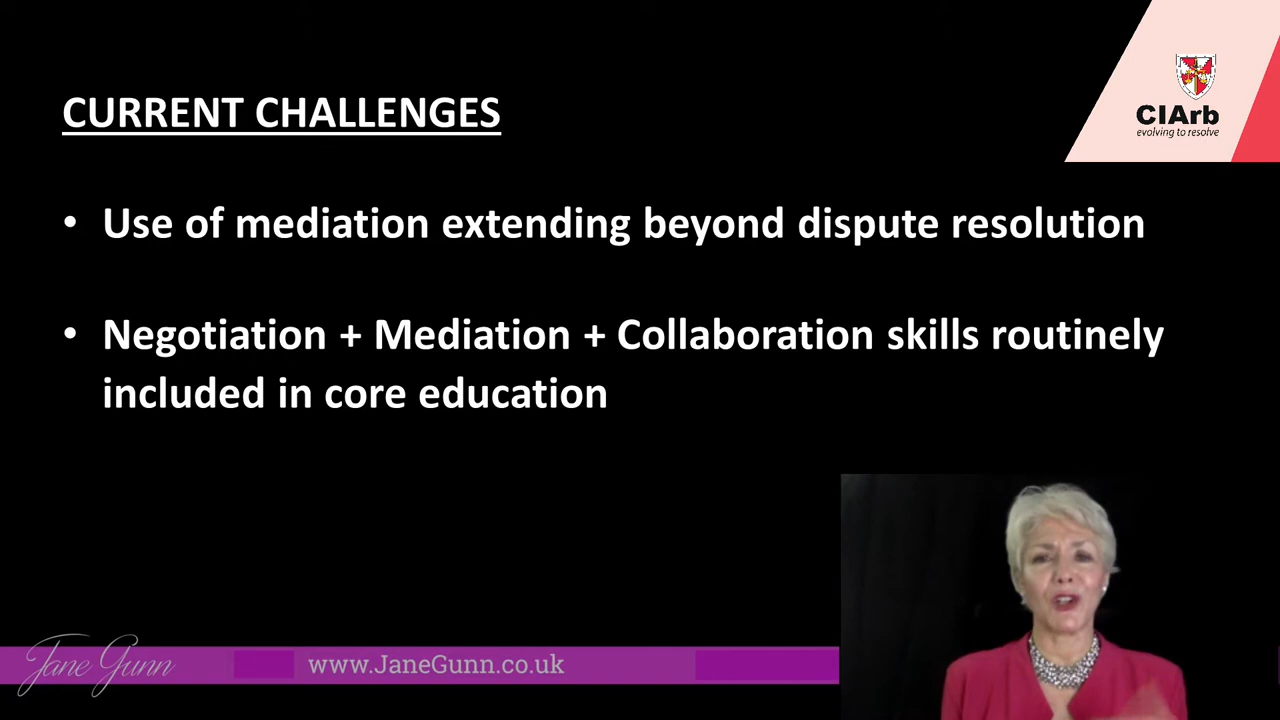 CURRENT CHALLENGES
CIArb
evolving to resolve
• Use of mediation extending beyond dispute resolution
• Negotiation + Mediation + Collaboration skills routinely
included in core education
Jane Gunn
www.JaneGunn.co.uk